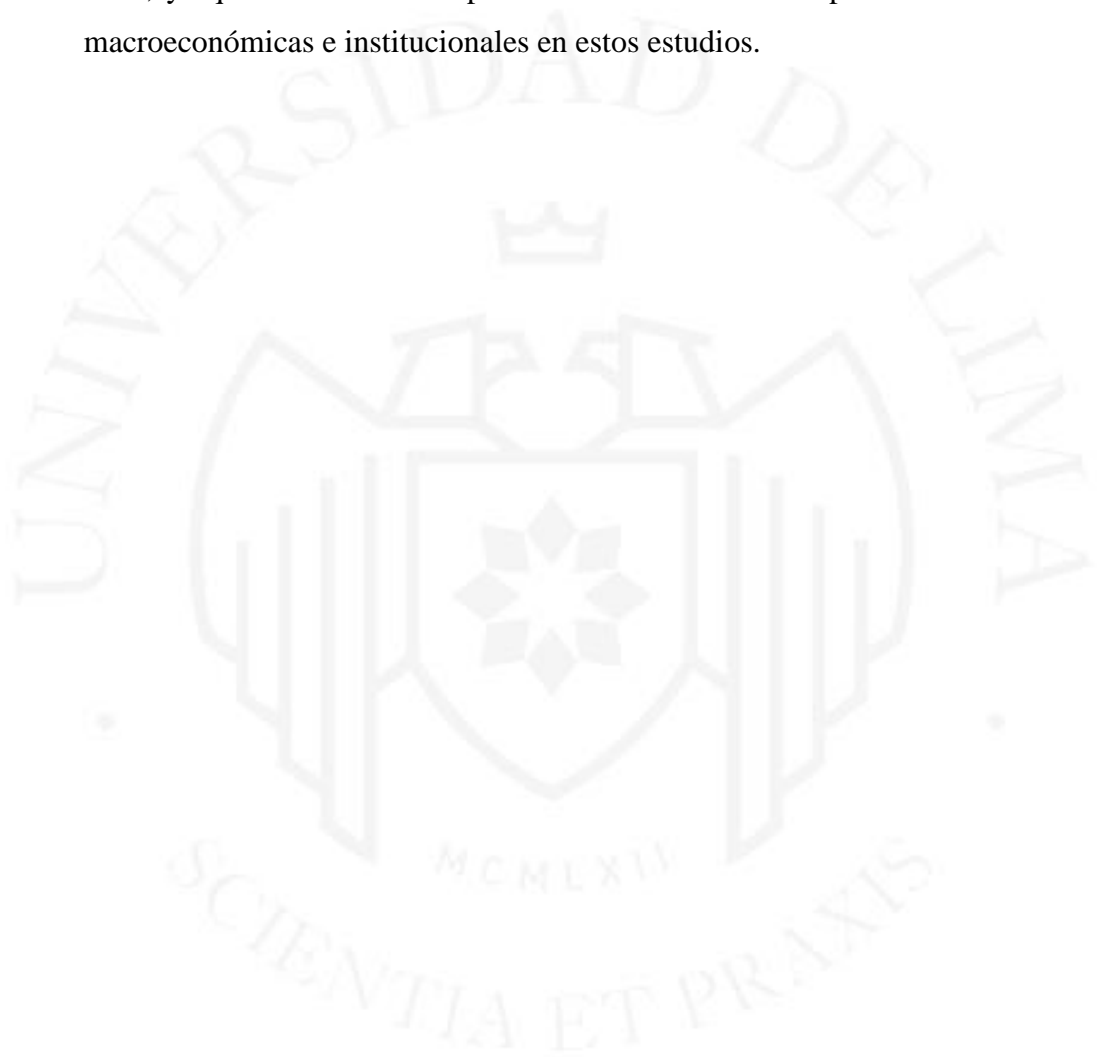 macroeconómicas e institucionales en estos estudios.
UNIVERSIDAD DE LIMA
MCMLXII
SCIENTIA ET PRAXIS